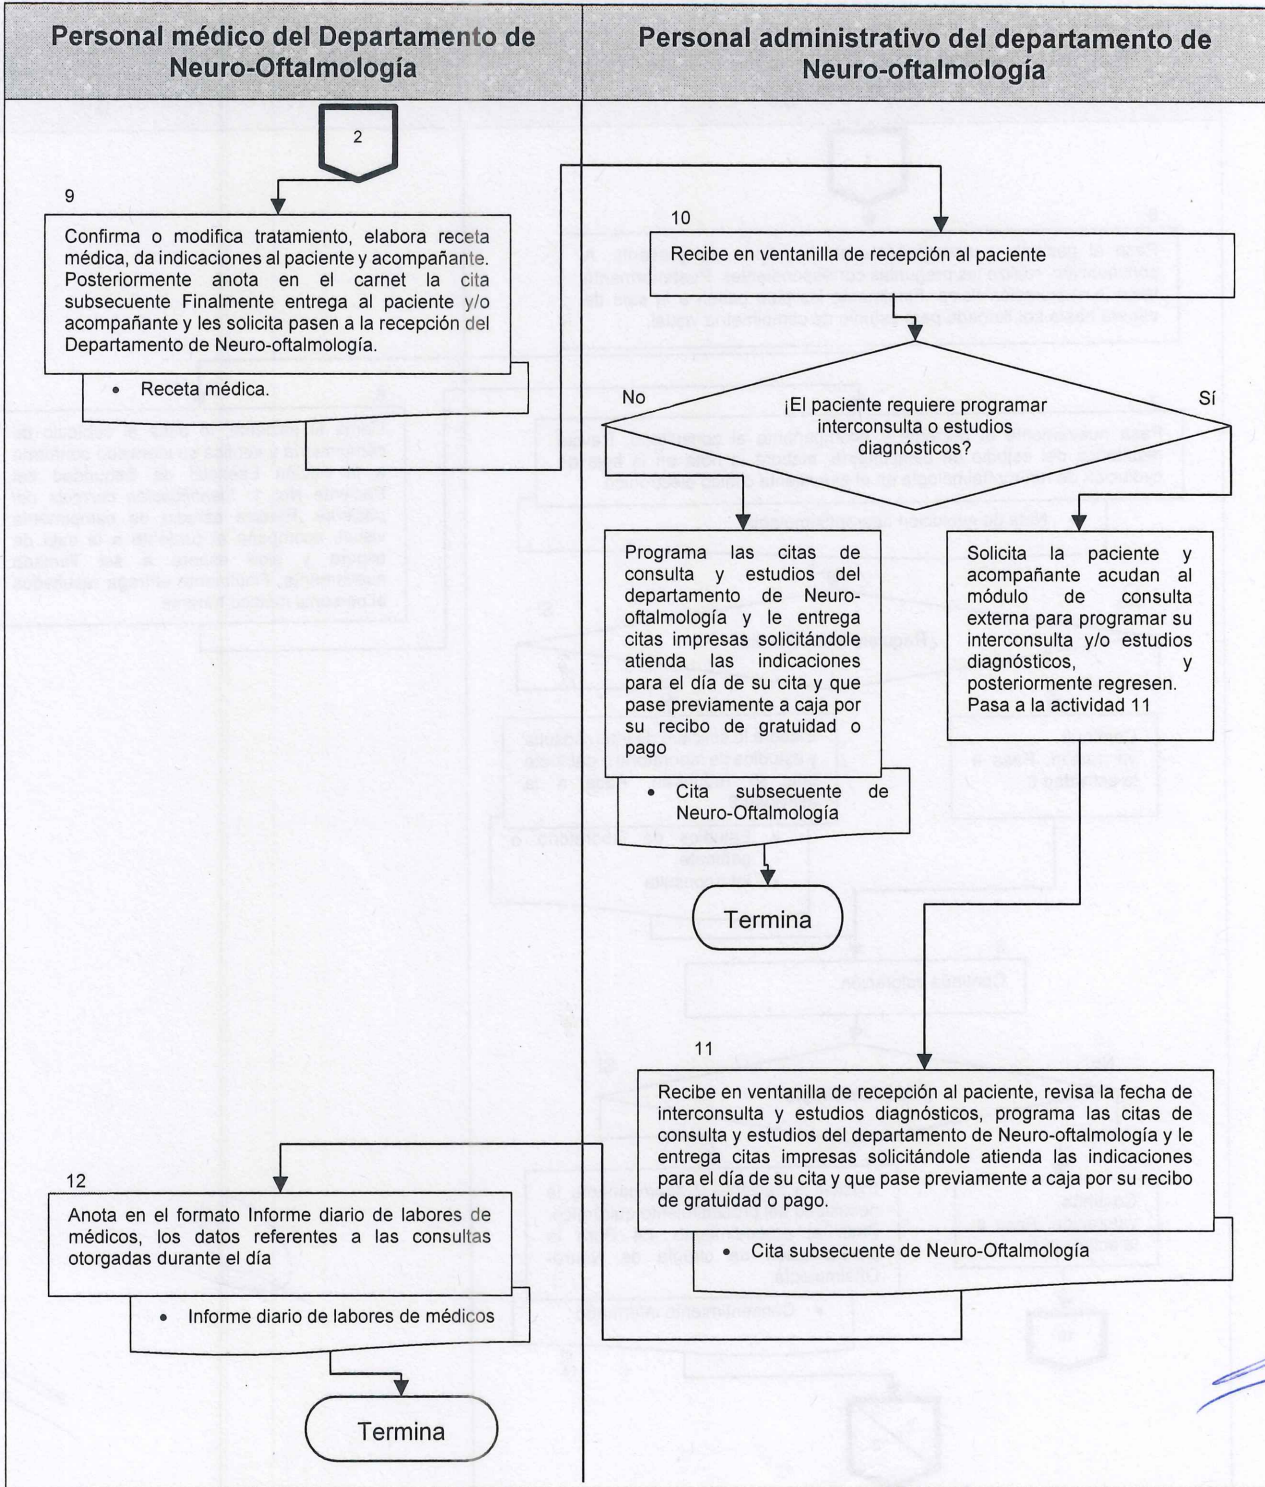 Personal médico del Departamento de
Neuro-Oftalmología
Personal administrativo del departamento de
Neuro-oftalmología
2
9
Confirma o modifica tratamiento, elabora receta
médica, da indicaciones al paciente y acompañante.
Posteriormente anota en el carnet la cita
subsecuente Finalmente entrega al paciente y/o
acompañante y les solicita pasen a la recepción del
Departamento de Neuro-oftalmología.
• Receta médica.
10
Recibe en ventanilla de recepción al paciente
No
¡El paciente requiere programar
interconsulta o estudios
diagnósticos?
Sí
Programa las citas de
consulta y estudios del
departamento de Neuro-
oftalmología y le entrega
citas impresas solicitándole
atienda las indicaciones
para el día de su cita y que
pase previamente a caja por
su recibo de gratuidad o
pago
• Cita subsecuente de
Neuro-Oftalmología
Termina
Solicita la paciente y
acompañante acudan al
módulo de consulta
externa para programar su
interconsulta y/o estudios
diagnósticos, y
posteriormente regresen.
Pasa a la actividad 11
11
Recibe en ventanilla de recepción al paciente, revisa la fecha de
interconsulta y estudios diagnósticos, programa las citas de
consulta y estudios del departamento de Neuro-oftalmología y le
entrega citas impresas solicitándole atienda las indicaciones
para el día de su cita y que pase previamente a caja por su recibo
de gratuidad o pago.
• Cita subsecuente de Neuro-Oftalmología
12
Anota en el formato Informe diario de labores de
médicos, los datos referentes a las consultas
otorgadas durante el día
• Informe diario de labores de médicos
Termina